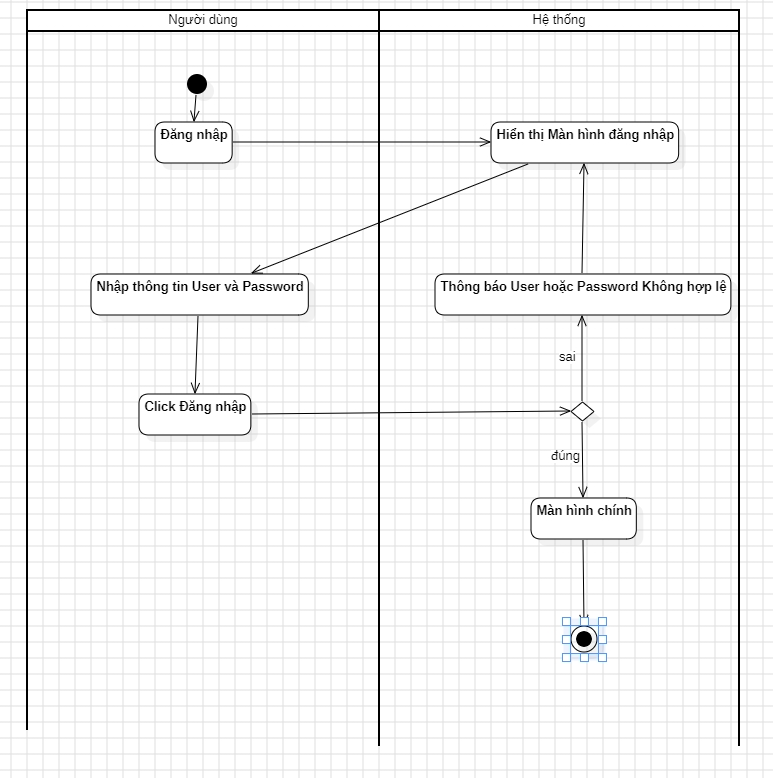 Người dùng
Hệ thống
Đăng nhập
Hiển thị Màn hình đăng nhập
Nhập thông tin User và Password
Thông báo User hoặc Password Không hợp lệ
sai
Click Đăng nhập
đúng
Màn hình chính